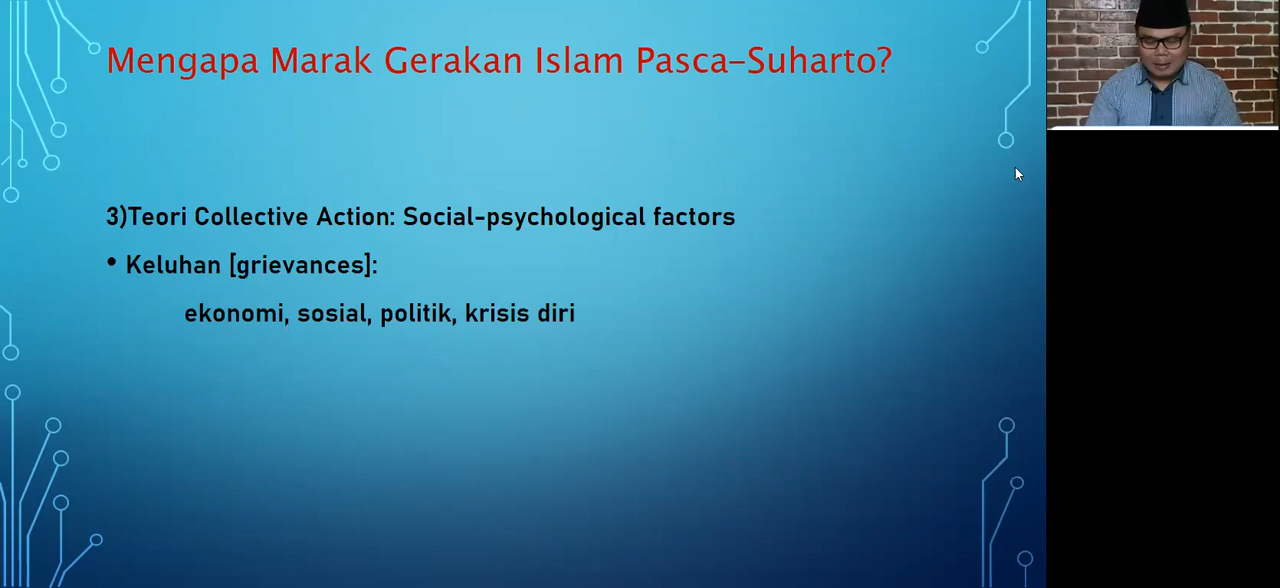 Mengapa Marak Gerakan Islam Pasca-Suharto?
3)Teori Collective Action: Social-psychological factors
• Keluhan [grievances]:
ekonomi, sosial, politik, krisis diri